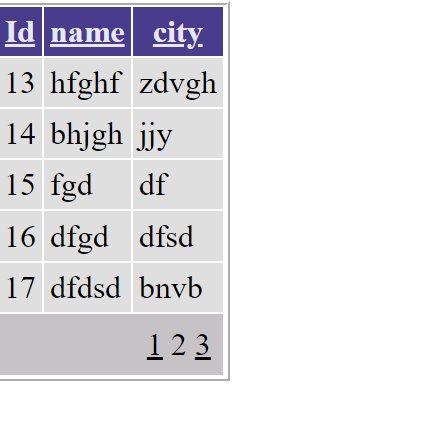 Id name city
13 hfghf zdvgh
14 bhjgh jjy
15 fgd df
16 dfgd dfsd
17 dfdsd bnvb
1 2 3